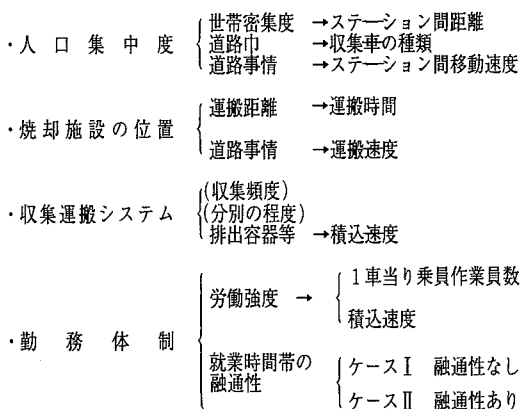 世帯密集度 →ステーション間距離
・人口集中度 道路巾 →収集車の種類
道路事情 →ステーション間移動速度
運搬距離 →運搬時間
・焼却施設の位置
道路事情 →運搬速度
(収集頻度)
・収集運搬システム (分別の程度)
排出容器等 →積込速度
1車当り乗員作業員数
労働強度 →
積込速度
・勤務体制
就業時間帯の融通性 ケースⅠ 融通性なし
ケースⅡ 融通性あり